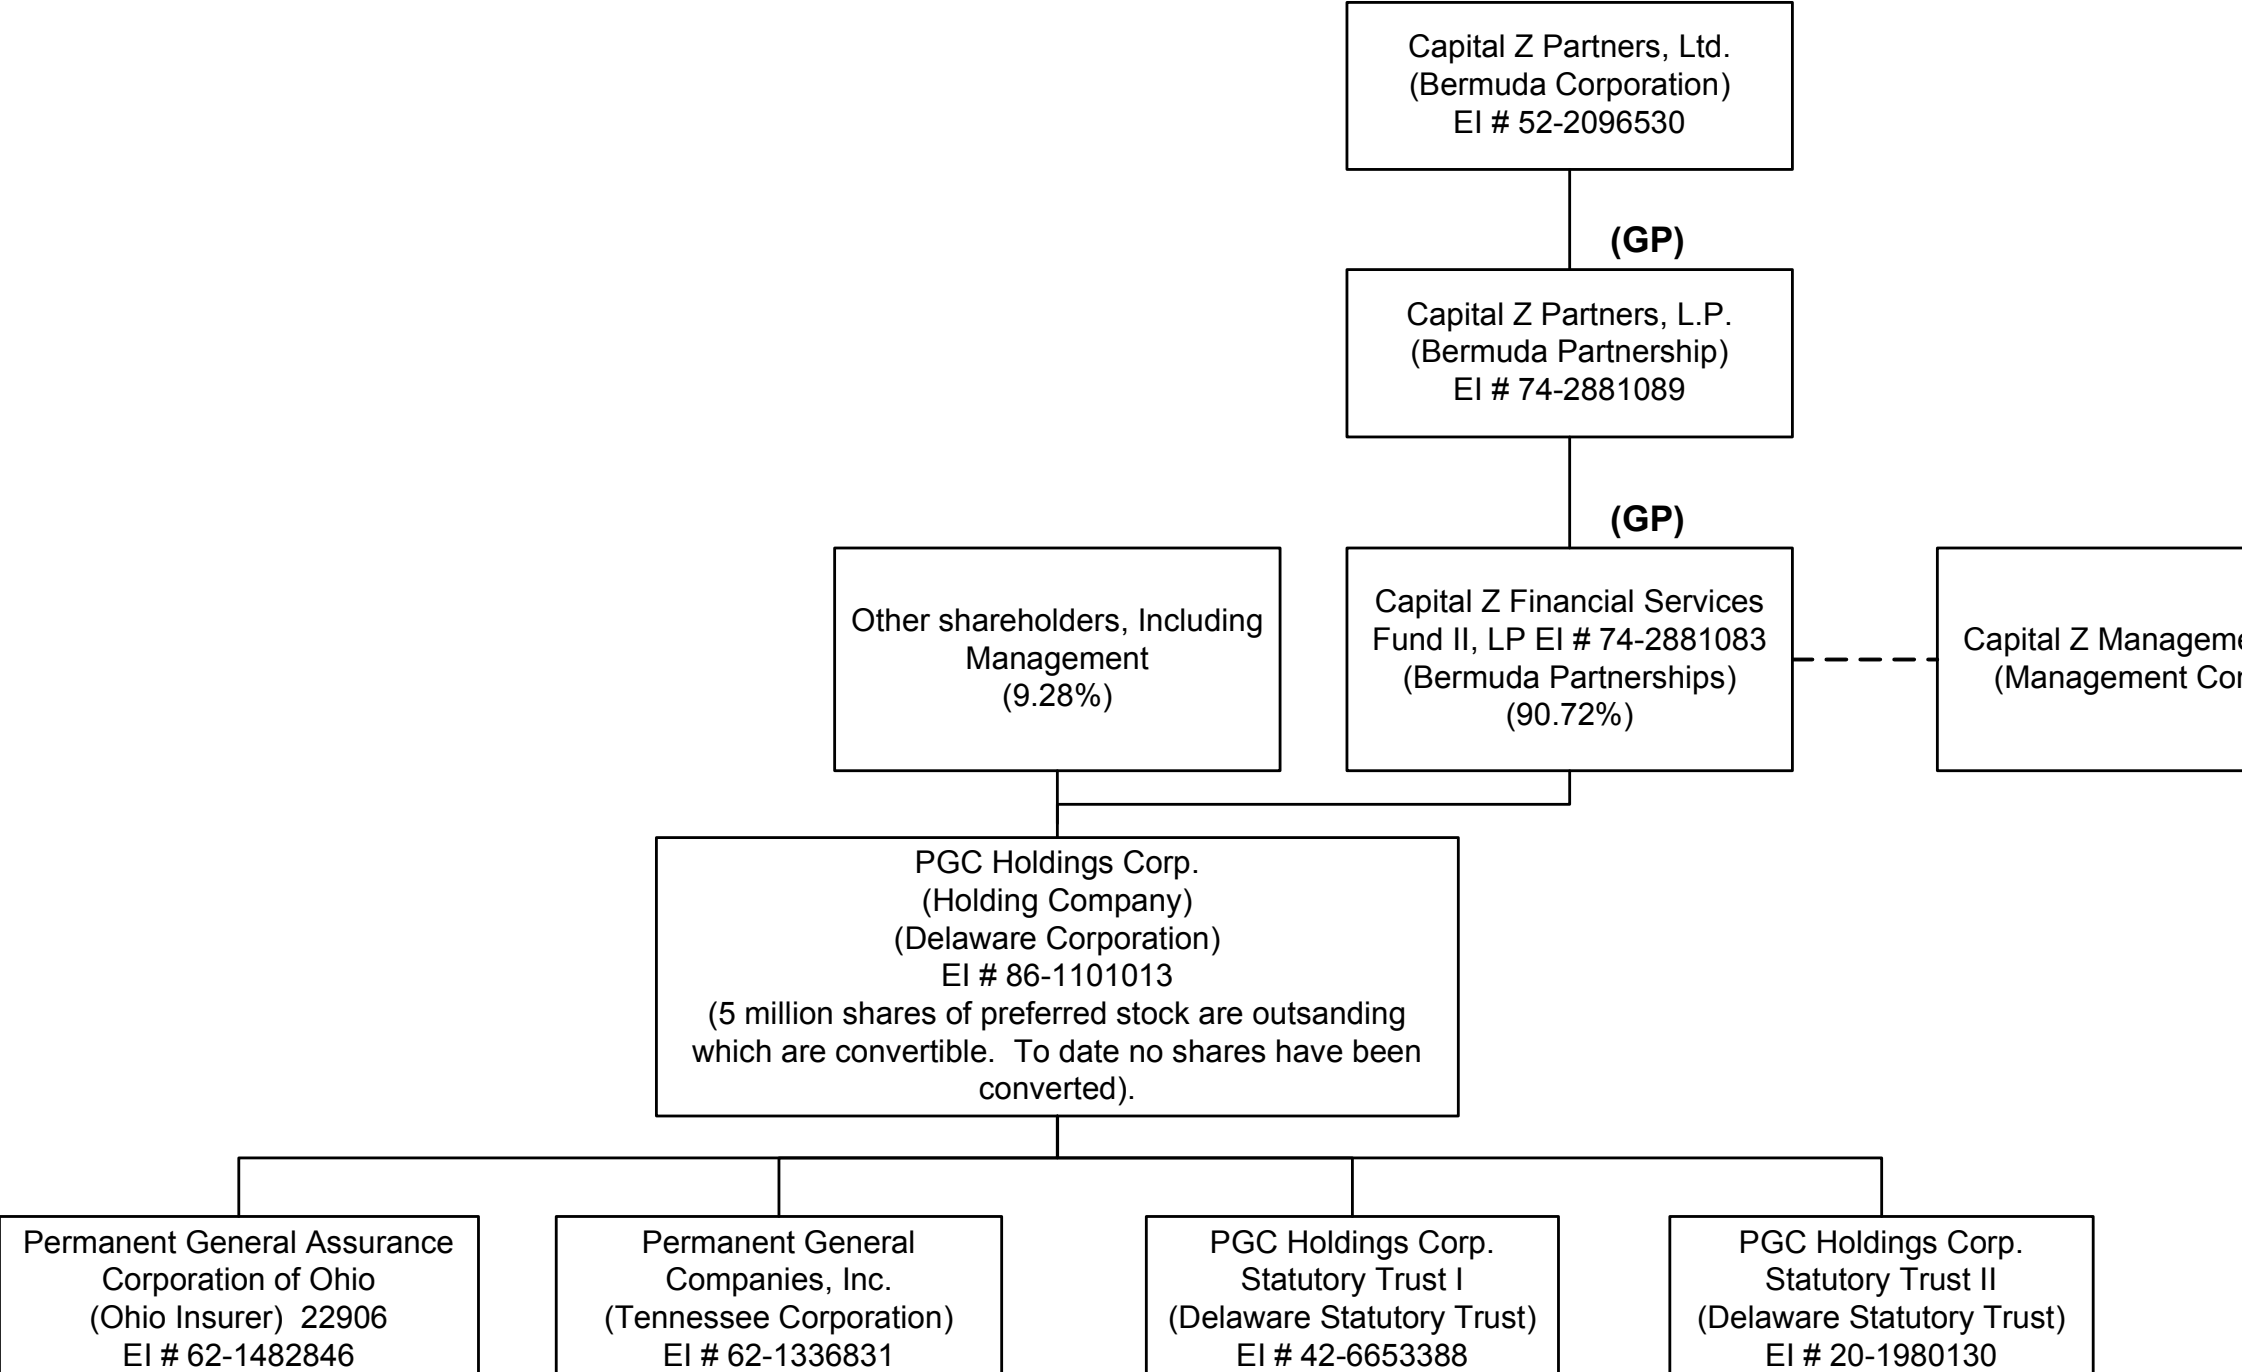 Capital Z Partners, Ltd.
(Bermuda Corporation)
EI # 52-2096530
(GP)
Capital Z Partners, L.P.
(Bermuda Partnership)
EI # 74-2881089
(GP)
Other shareholders, Including
Management
(9.28%)
Capital Z Financial Services
Fund II, LP EI # 74-2881083
(Bermuda Partnerships)
(90.72%)
Capital Z
(Management
PGC Holdings Corp.
(Holding Company)
(Delaware Corporation)
EI # 86-1101013
(5 million shares of preferred stock are outsanding
which are convertible.  To date no shares have been
converted).
Permanent General Assurance
Corporation of Ohio
(Ohio Insurer)  22906
EI # 62-1482846
Permanent General
Companies, Inc.
(Tennessee Corporation)
EI # 62-1336831
PGC Holdings Corp.
Statutory Trust I
(Delaware Statutory Trust)
EI # 42-6653388
PGC Holdings Corp.
Statutory Trust II
(Delaware Statutory Trust)
EI # 20-1980130